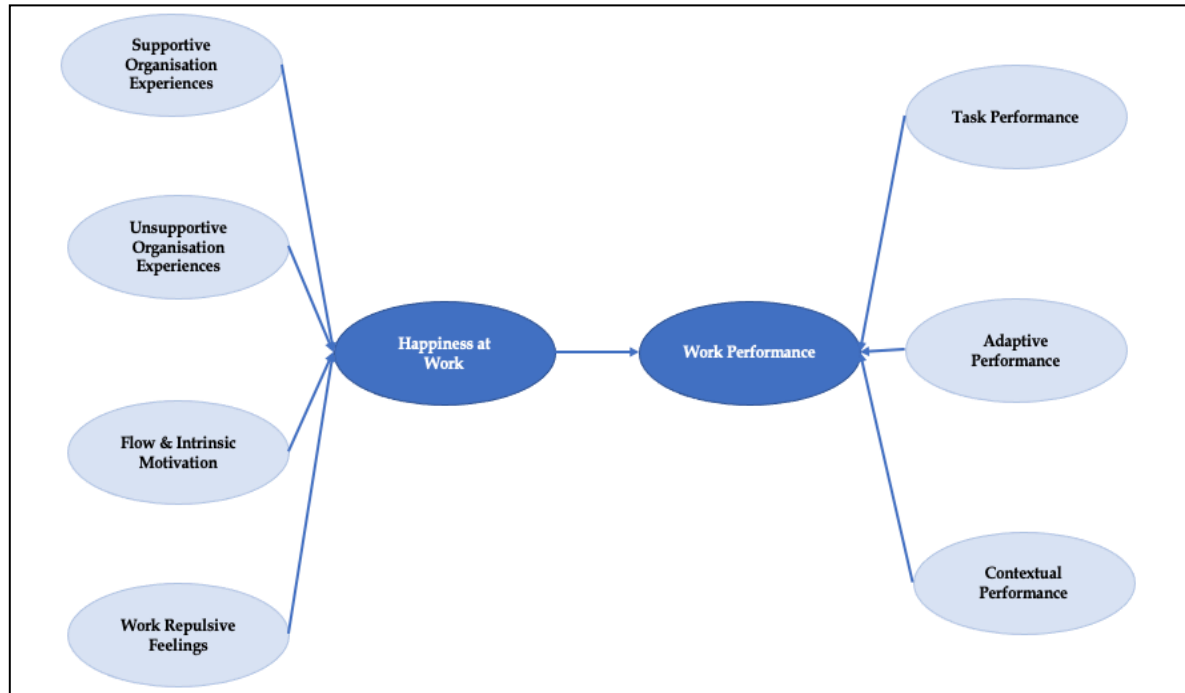 Supportive
Organisation
Experiences
Unsupportive
Organisation
Experiences
Flow & Intrinsic
Motivation
Work Repulsive
Feelings
Happiness at
Work
Work Performance
Task Performance
Adaptive
Performance
Contextual
Performance